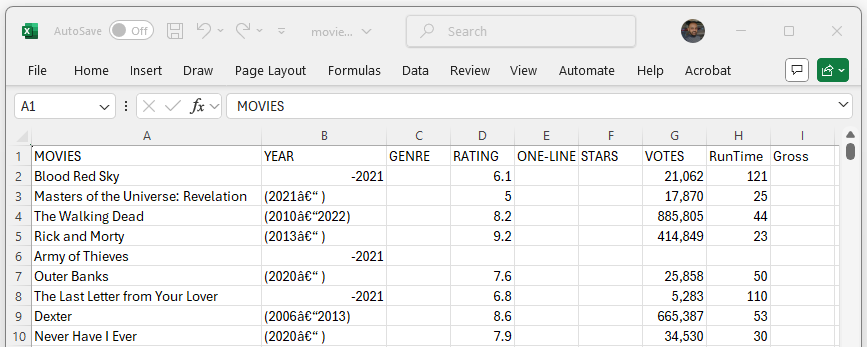 AutoSave Off movie... Search
File Home Insert Draw Page Layout Formulas Data Review View Automate Help Acrobat
A1 fx MOVIES
A B C D E F G H I
1 MOVIES YEAR GENRE RATING ONE-LINE STARS VOTES RunTime Gross
2 Blood Red Sky -2021 6.1 21,062 121
3 Masters of the Universe: Revelation (2021â€“ ) 5 17,870 25
4 The Walking Dead (2010â€“2022) 8.2 885,805 44
5 Rick and Morty (2013â€“ ) 9.2 414,849 23
6 Army of Thieves -2021
7 Outer Banks (2020â€“ ) 7.6 25,858 50
8 The Last Letter from Your Lover -2021 6.8 5,283 110
9 Dexter (2006â€“2013) 8.6 665,387 53
10 Never Have I Ever (2020â€“ ) 7.9 34,530 30